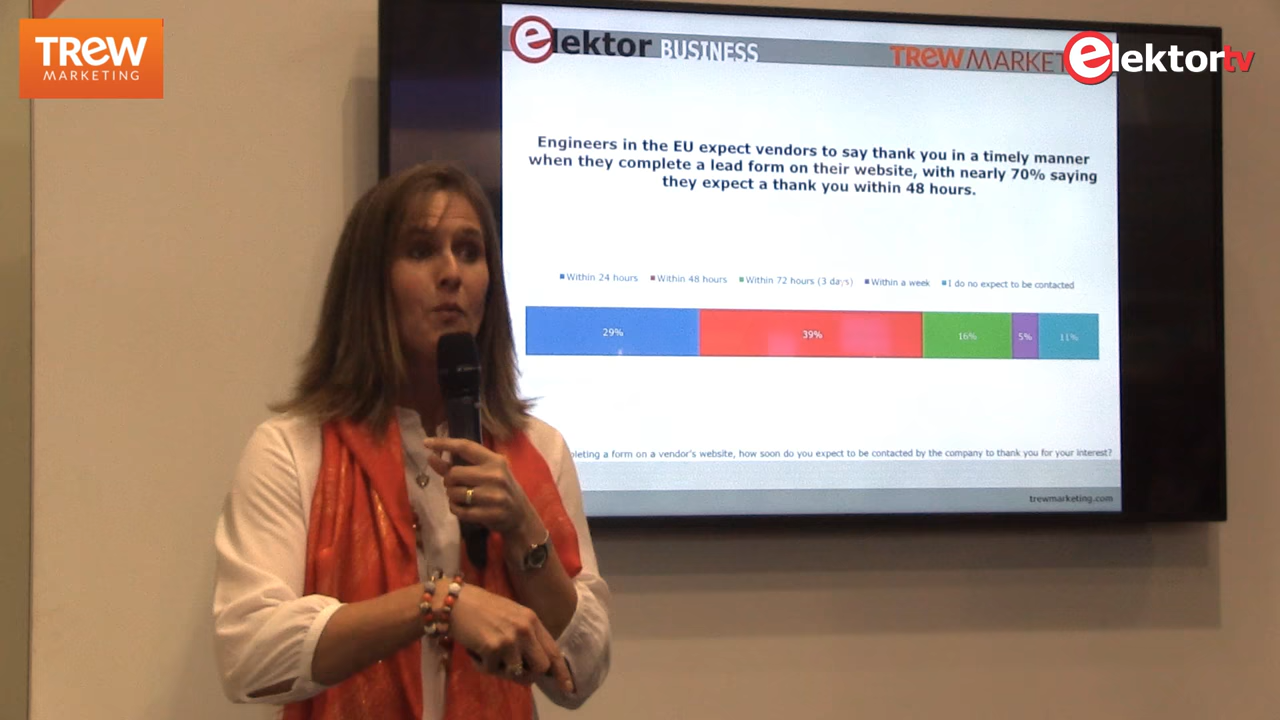 TREW
MARKETING
elektor BUSINESS
TREW MARKET
elektortv
Engineers in the EU expect vendors to say thank you in a timely manner
when they complete a lead form on their website, with nearly 70% saying
they expect a thank you within 48 hours.
Within 24 hours Within 48 hours Within 72 hours (3 days) Within a week I do no expect to be contacted
29% 39% 16% 5% 11%
on a vendor's website, how soon do you expect to be contacted by the company to thank you for your interest?
trewmarketing.com